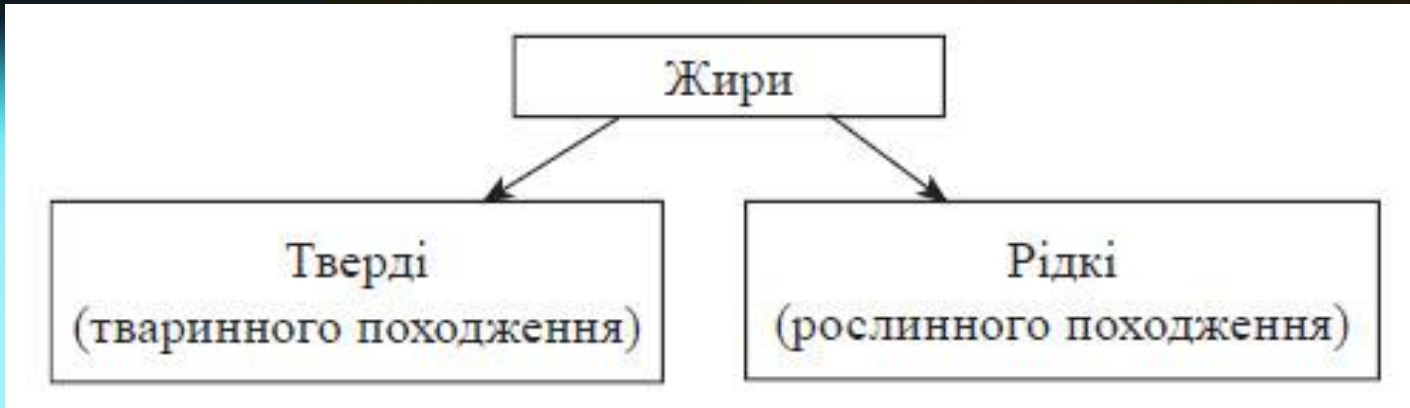 Жири
Тверді
(тваринного походження)
Рідкі
(рослинного походження)